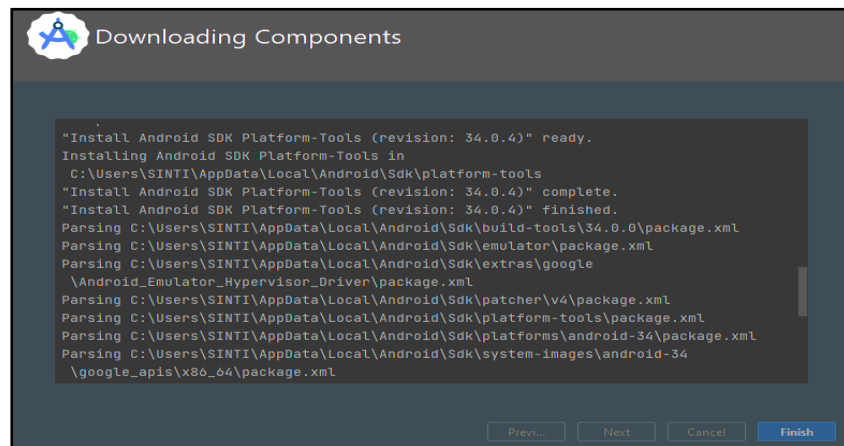 Downloading Components
"Install Android SDK Platform-Tools (revision: 34.0.4)" ready.
Installing Android SDK Platform-Tools in
C:\Users\SINTI\AppData\Local\Android\Sdk\platform-tools
"Install Android SDK Platform-Tools (revision: 34.0.4)" complete.
"Install Android SDK Platform-Tools (revision: 34.0.4)" finished.
Parsing C:\Users\SINTI\AppData\Local\Android\Sdk\build-tools\34.0.0\package.xml
Parsing C:\Users\SINTI\AppData\Local\Android\Sdk\emulator\package.xml
Parsing C:\Users\SINTI\AppData\Local\Android\Sdk\extras\google
\Android_Emulator_Hypervisor_Driver\package.xml
Parsing C:\Users\SINTI\AppData\Local\Android\Sdk\patcher\v4\package.xml
Parsing C:\Users\SINTI\AppData\Local\Android\Sdk\platform-tools\package.xml
Parsing C:\Users\SINTI\AppData\Local\Android\Sdk\platforms\android-34\package.xml
Parsing C:\Users\SINTI\AppData\Local\Android\Sdk\system-images\android-34
\google_apis\x86_64\package.xml
Previ... Next Cancel Finish